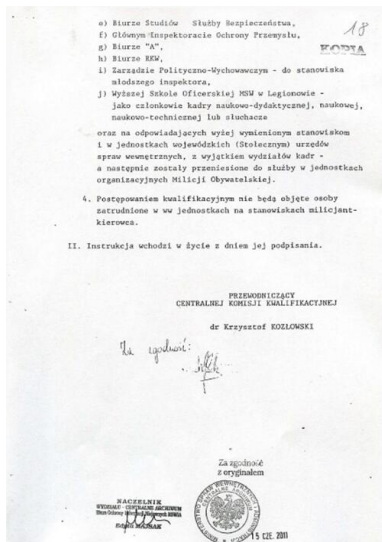 e) Biurze Studiów Służby Bezpieczeństwa,
18
f) Głównym Inspektoracie Ochrony Przemysłu,
KOPIA
g) Biurze "A",
h) Biurze RKW,
i) Zarządzie Polityczno-Wychowawczym - do stanowiska
młodszego inspektora,
j) Wyższej Szkole Oficerskiej MSW w Legionowie -
jako członkowie kadry naukowo-dydaktycznej, naukowej,
naukowo-technicznej lub słuchacze
oraz na odpowiadających wyżej wymienionym stanowiskom
i w jednostkach wojewódzkich (Stołecznym) urzędów
spraw wewnętrznych, z wyjątkiem wydziałów kadr -
a następnie zostały przeniesione do służby w jednostkach
organizacyjnych Milicji Obywatelskiej.
4. Postępowaniem kwalifikacyjnym nie będą objęte osoby
zatrudnione w ww jednostkach na stanowiskach milicjant-
kierowca.
II. Instrukcja wchodzi w życie z dniem jej podpisania.
PRZEWODNICZĄCY
CENTRALNEJ KOMISJI KWALIFIKACYJNEJ
dr Krzysztof KOZŁOWSKI
Za zgodność:
Za zgodność
z oryginałem
NACZELNIK
WYDZIAŁU - CENTRALNE ARCHIWUM
Edyta
15 CZE. 2011